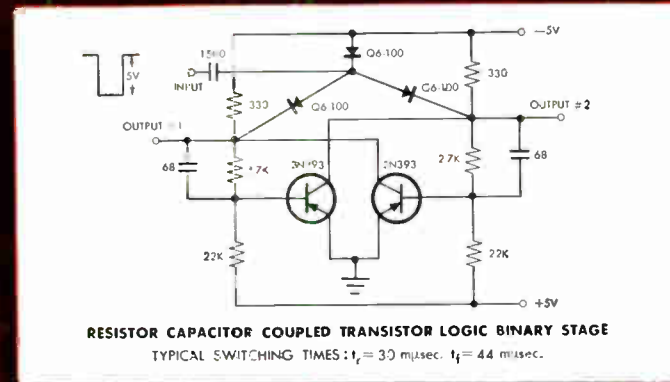 −5V
1500
Q6-100
5V
INPUT
330
330
Q6-100
Q6-100
OUTPUT #2
OUTPUT #1
68
2.7K
68
2N393
2N393
22K
22K
+5V
RESISTOR CAPACITOR COUPLED TRANSISTOR LOGIC BINARY STAGE
TYPICAL SWITCHING TIMES: tr = 30 mμsec. tf = 44 mμsec.